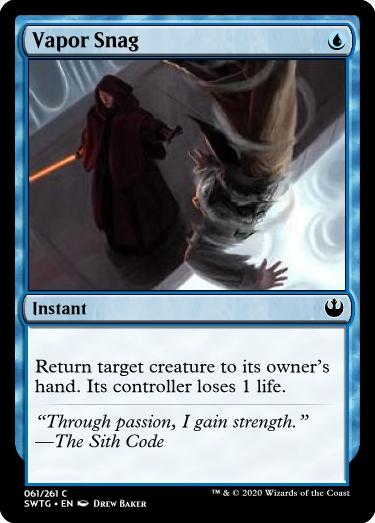 Vapor Snag
Instant
Return target creature to its owner's
hand. Its controller loses 1 life.
“Through passion, I gain strength.”
—The Sith Code
061/261 C
SWTG • EN Drew Baker
™ & © 2020 Wizards of the Coast